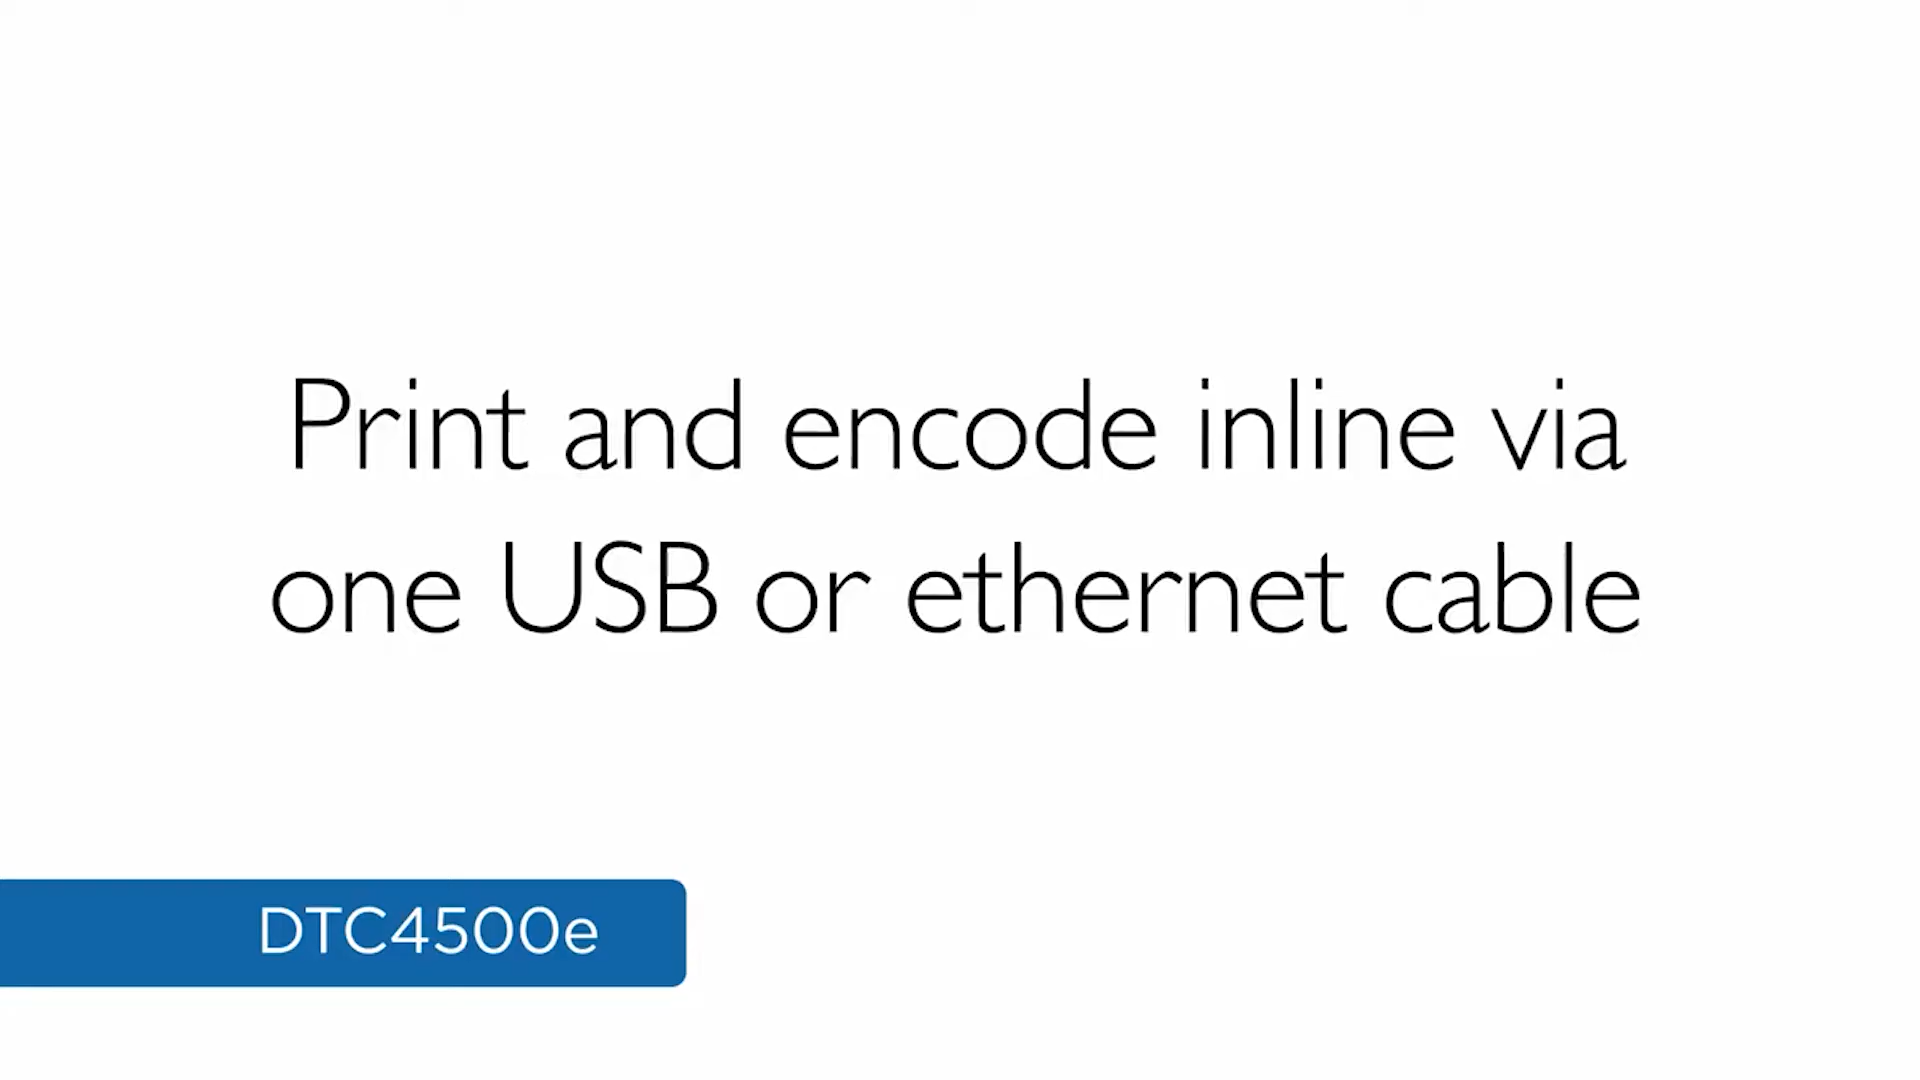 Print and encode inline via
one USB or ethernet cable
DTC4500e